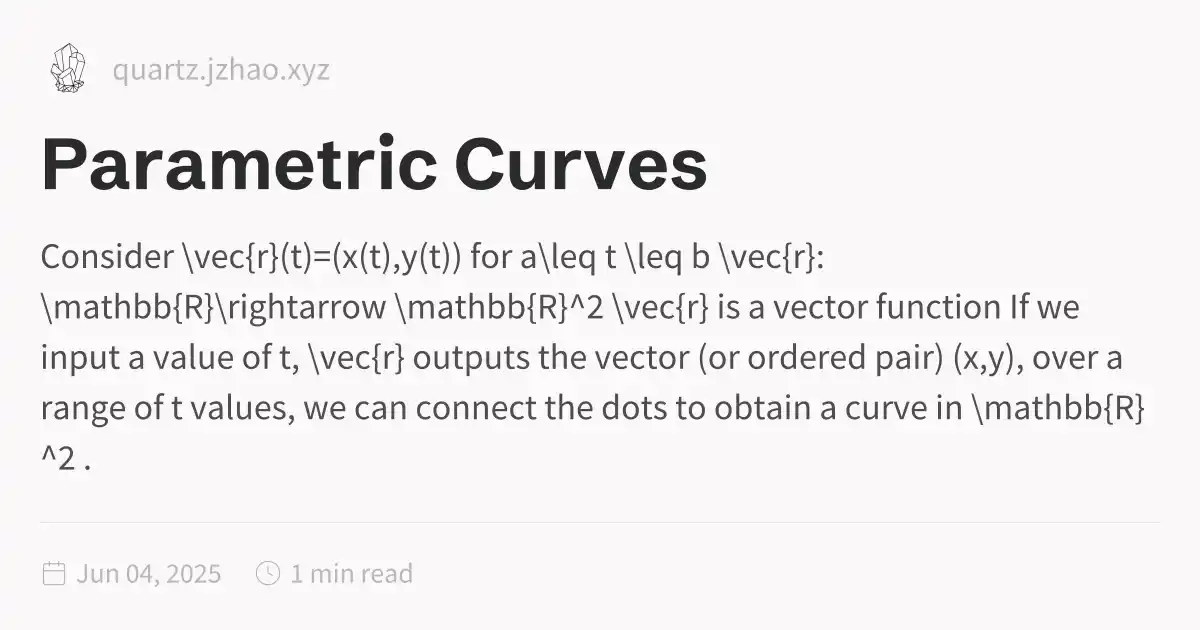 quartz.jzhao.xyz
Parametric Curves
Consider \vec{r}(t)=(x(t),y(t)) for a\leq t \leq b \vec{r}:
\mathbb{R}\rightarrow \mathbb{R}^2 \vec{r} is a vector function If we
input a value of t, \vec{r} outputs the vector (or ordered pair) (x,y), over a
range of t values, we can connect the dots to obtain a curve in \mathbb{R}
^2 .
Jun 04, 2025 1 min read